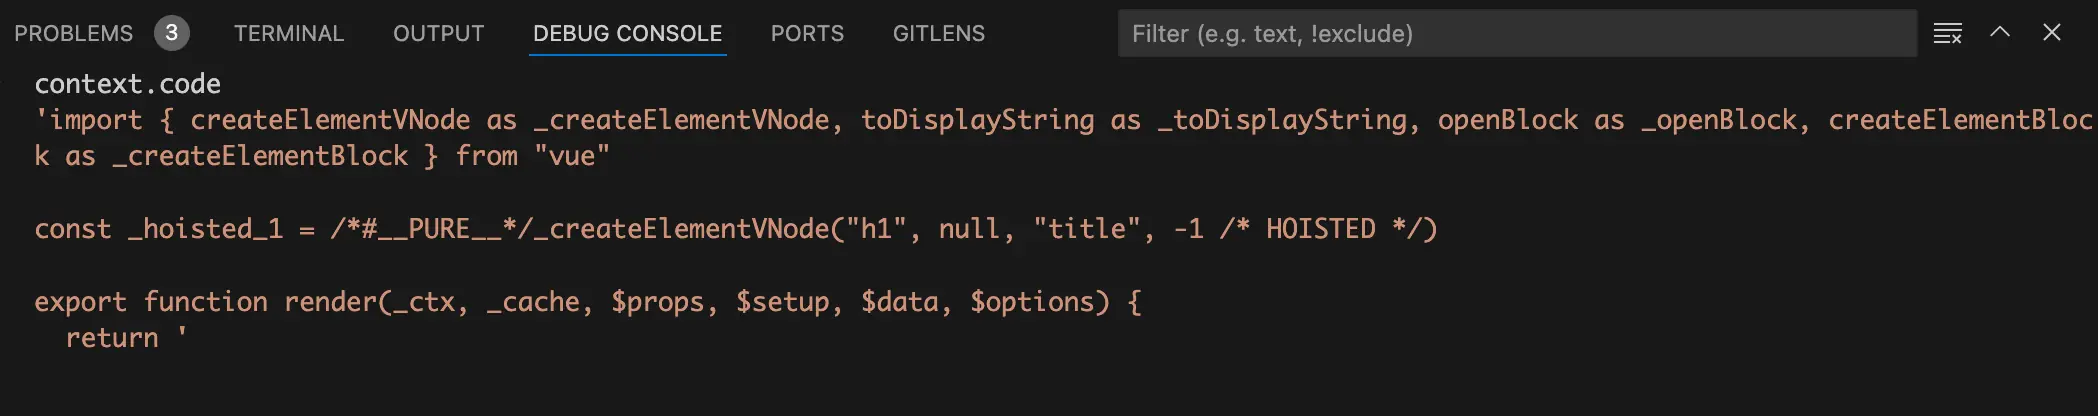 PROBLEMS 3 TERMINAL OUTPUT DEBUG CONSOLE PORTS GITLENS Filter (e.g. text, !exclude)
context.code
'import { createElementVNode as _createElementVNode, toDisplayString as _toDisplayString, openBlock as _openBlock, createElementBloc
k as _createElementBlock } from "vue"
const _hoisted_1 = /*#__PURE__*/_createElementVNode("h1", null, "title", -1 /* HOISTED */)
export function render(_ctx, _cache, $props, $setup, $data, $options) {
  return '